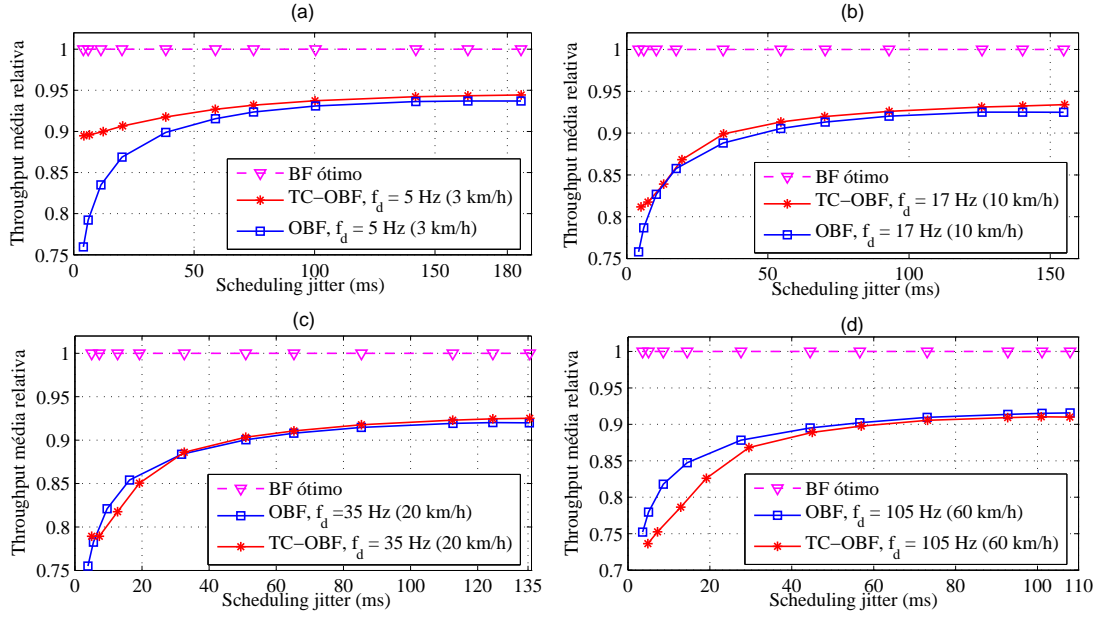 (a)
Throughput média relativa
1
0.95
0.9
0.85
0.8
0.75
BF ótimo
TC−OBF, f_d = 5 Hz (3 km/h)
OBF, f_d = 5 Hz (3 km/h)
0 50 100 150 180
Scheduling jitter (ms)
(b)
Throughput média relativa
1
0.95
0.9
0.85
0.8
0.75
BF ótimo
TC−OBF, f_d = 17 Hz (10 km/h)
OBF, f_d = 17 Hz (10 km/h)
0 50 100 150
Scheduling jitter (ms)
(c)
Throughput média relativa
1
0.95
0.9
0.85
0.8
0.75
BF ótimo
OBF, f_d =35 Hz (20 km/h)
TC−OBF, f_d = 35 Hz (20 km/h)
0 20 40 60 80 100 120 135
Scheduling jitter (ms)
(d)
Throughput média relativa
1
0.95
0.9
0.85
0.8
0.75
0.7
BF ótimo
OBF, f_d = 105 Hz (60 km/h)
TC−OBF, f_d = 105 Hz (60 km/h)
0 20 40 60 80 100 110
Scheduling jitter (ms)